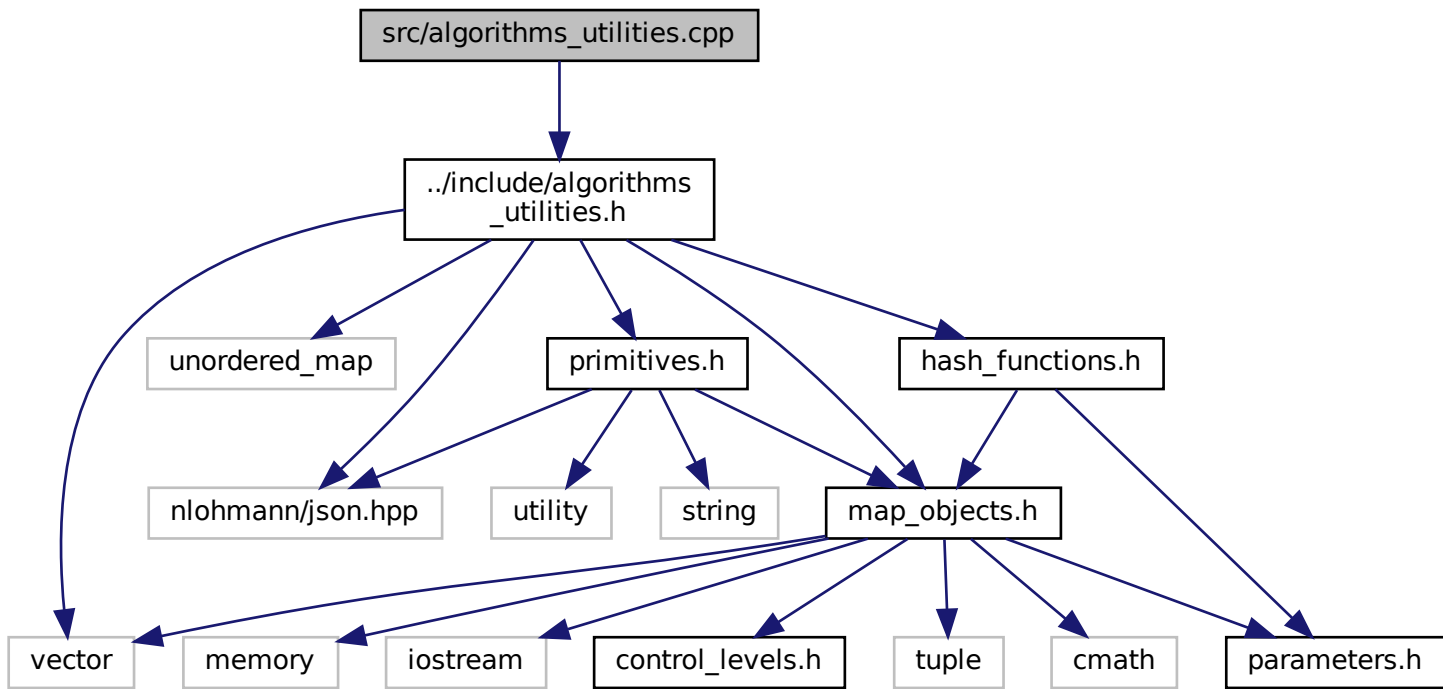 src/algorithms_utilities.cpp
../include/algorithms
_utilities.h
unordered_map
primitives.h
hash_functions.h
nlohmann/json.hpp
utility
string
map_objects.h
vector
memory
iostream
control_levels.h
tuple
cmath
parameters.h